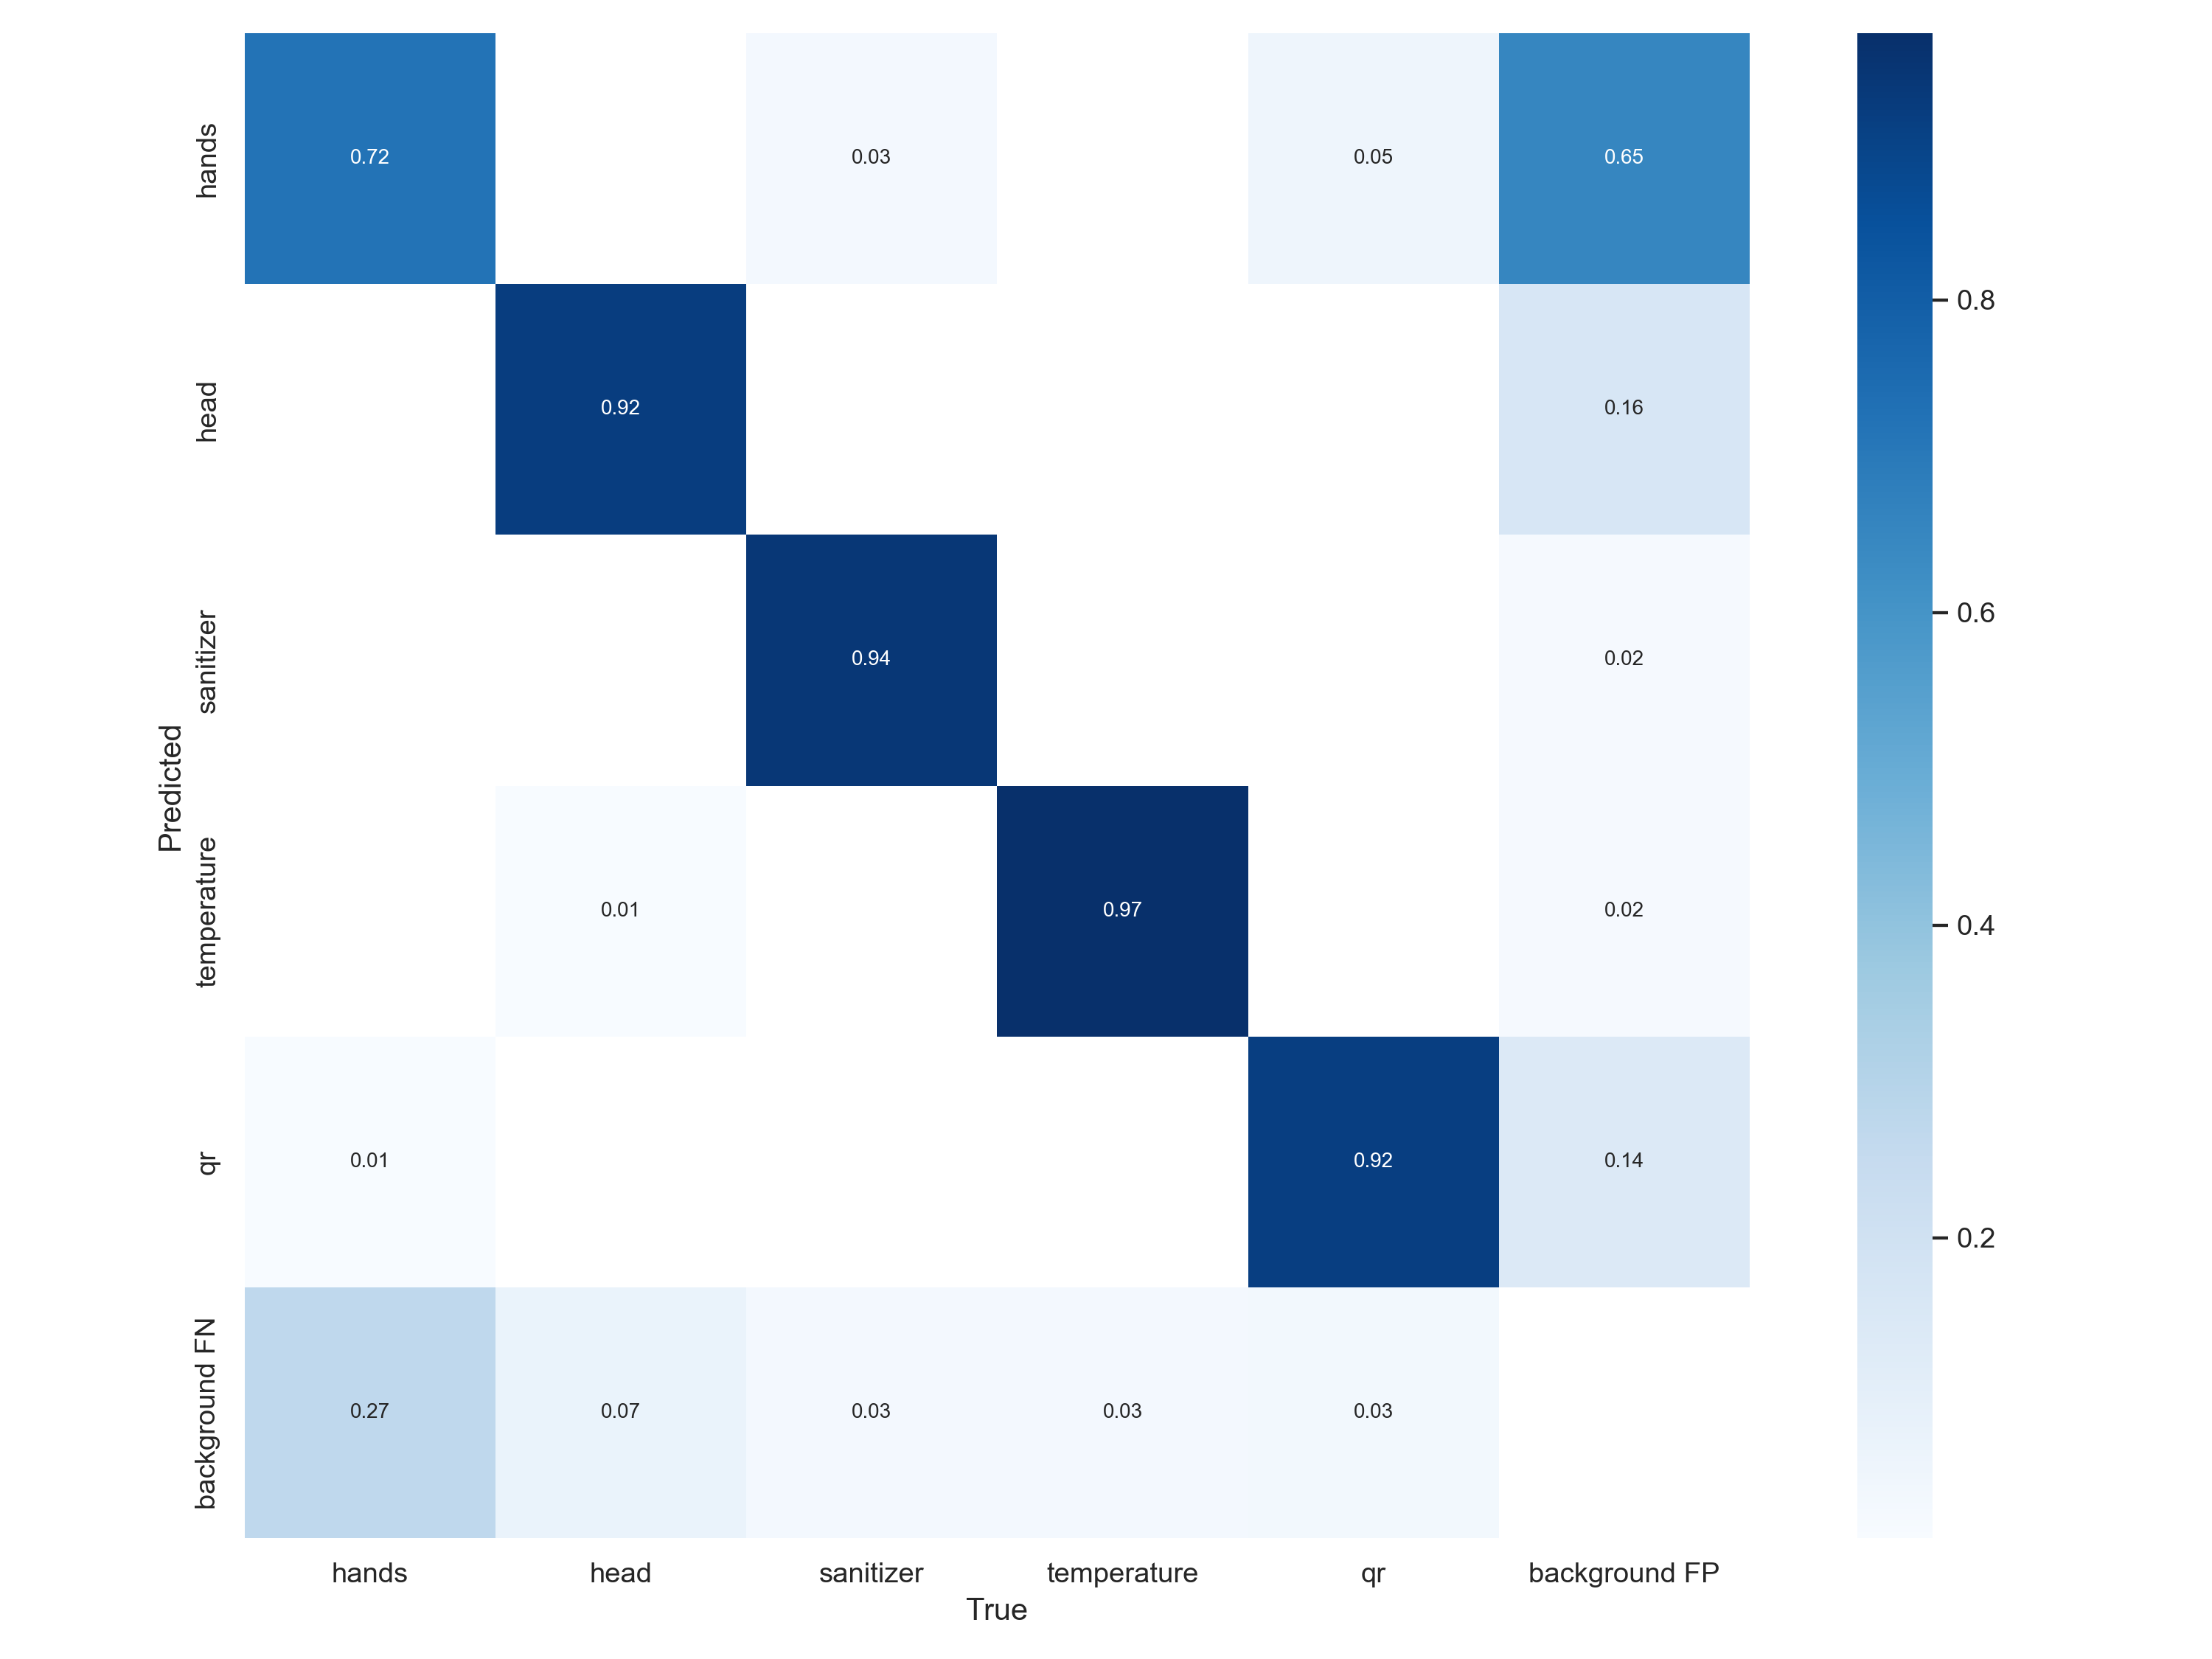 hands 0.72 0.03 0.05 0.65
head 0.92 0.16
sanitizer 0.94 0.02
temperature 0.01 0.97 0.02
qr 0.01 0.92 0.14
background FN 0.27 0.07 0.03 0.03 0.03
Predicted
hands head sanitizer temperature qr background FP
True
0.8
0.6
0.4
0.2